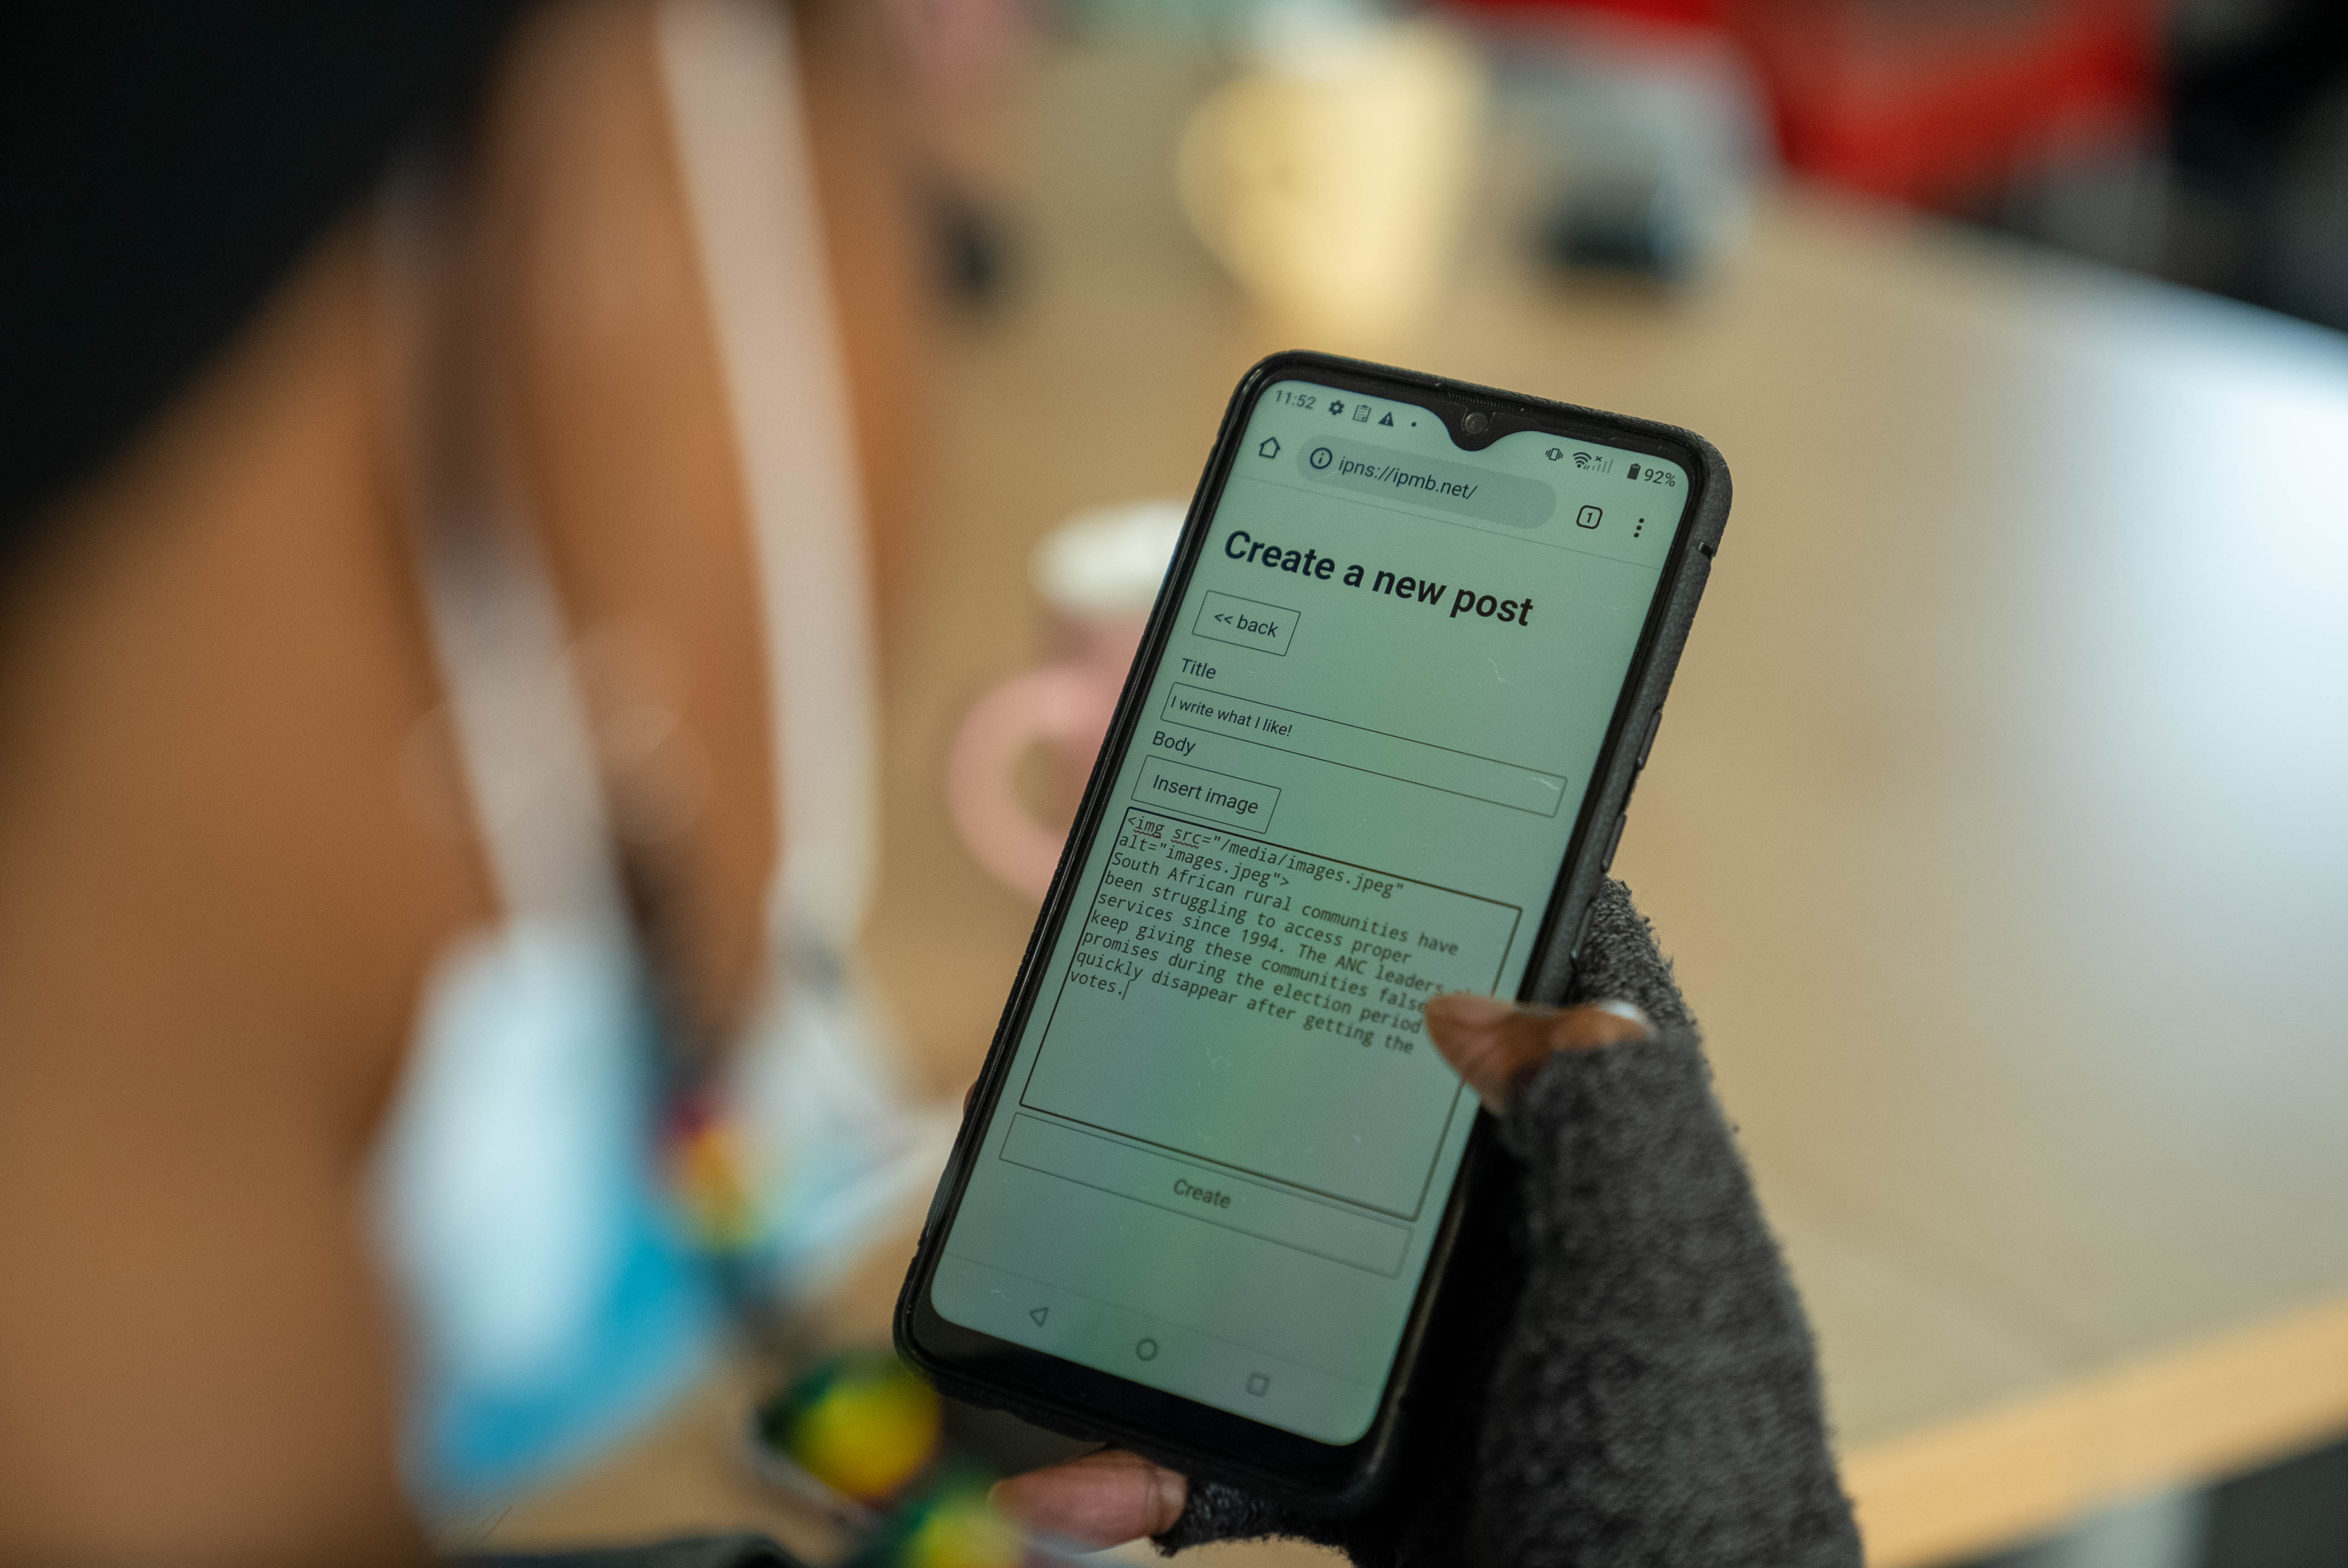 11:52 92%
ipns://ipmb.net/ 1
Create a new post
<< back
Title
I write what I like!
Body
Insert image
<img src="/media/images.jpeg"
alt="images.jpeg">
South African rural communities have
been struggling to access proper
services since 1994. The ANC leaders
keep giving these communities false
promises during the election period
quickly disappear after getting the
votes.
Create